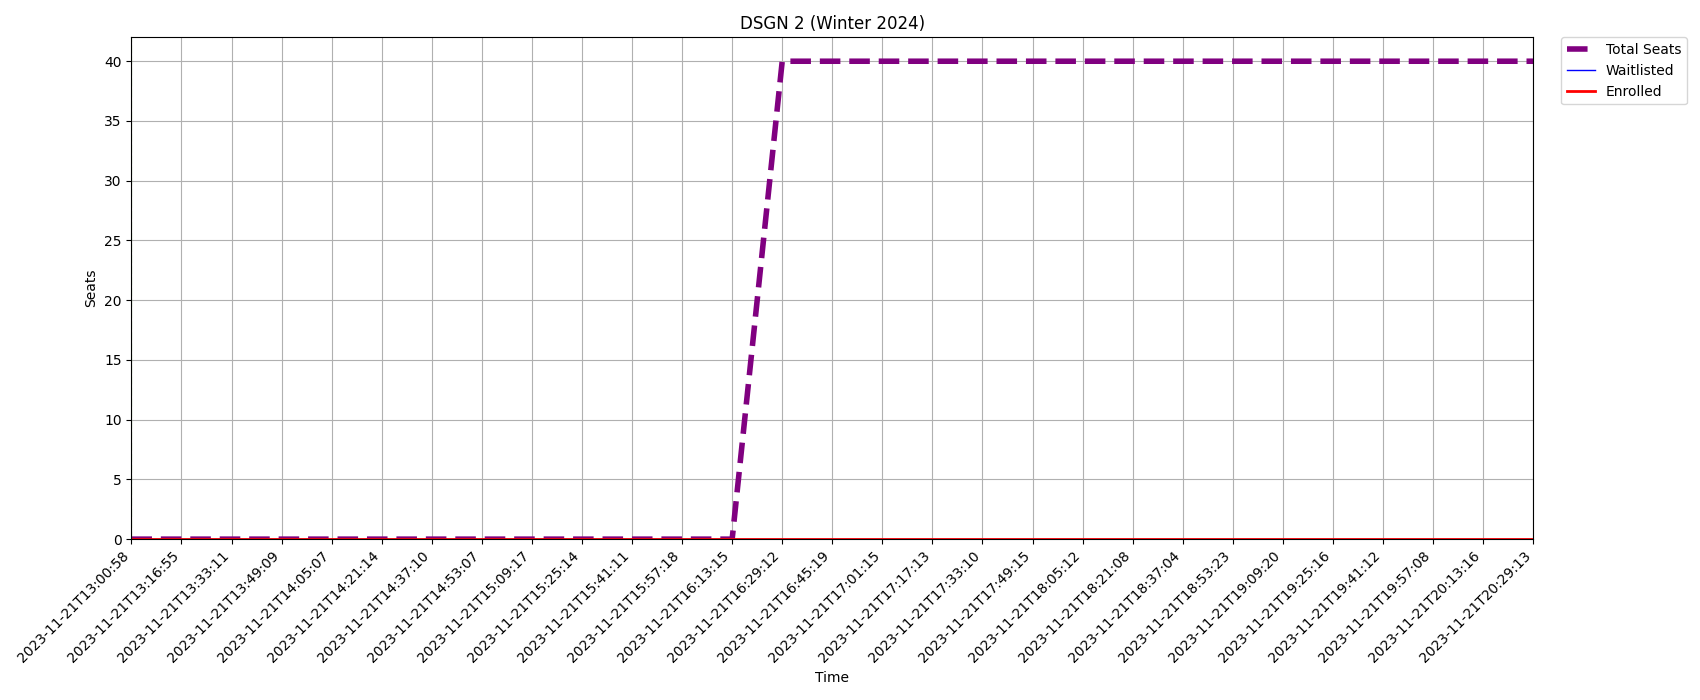 DSGN 2 (Winter 2024)
Total Seats
Waitlisted
Enrolled
Seats
40
35
30
25
20
15
10
5
0
2023-11-21T13:00:58
2023-11-21T13:16:55
2023-11-21T13:33:11
2023-11-21T13:49:09
2023-11-21T14:05:07
2023-11-21T14:21:14
2023-11-21T14:37:10
2023-11-21T14:53:07
2023-11-21T15:09:17
2023-11-21T15:25:14
2023-11-21T15:41:11
2023-11-21T15:57:18
2023-11-21T16:13:15
2023-11-21T16:29:12
2023-11-21T16:45:19
2023-11-21T17:01:15
2023-11-21T17:17:13
2023-11-21T17:33:10
2023-11-21T17:49:15
2023-11-21T18:05:12
2023-11-21T18:21:08
2023-11-21T18:37:04
2023-11-21T18:53:23
2023-11-21T19:09:20
2023-11-21T19:25:16
2023-11-21T19:41:12
2023-11-21T19:57:08
2023-11-21T20:13:16
2023-11-21T20:29:13
Time